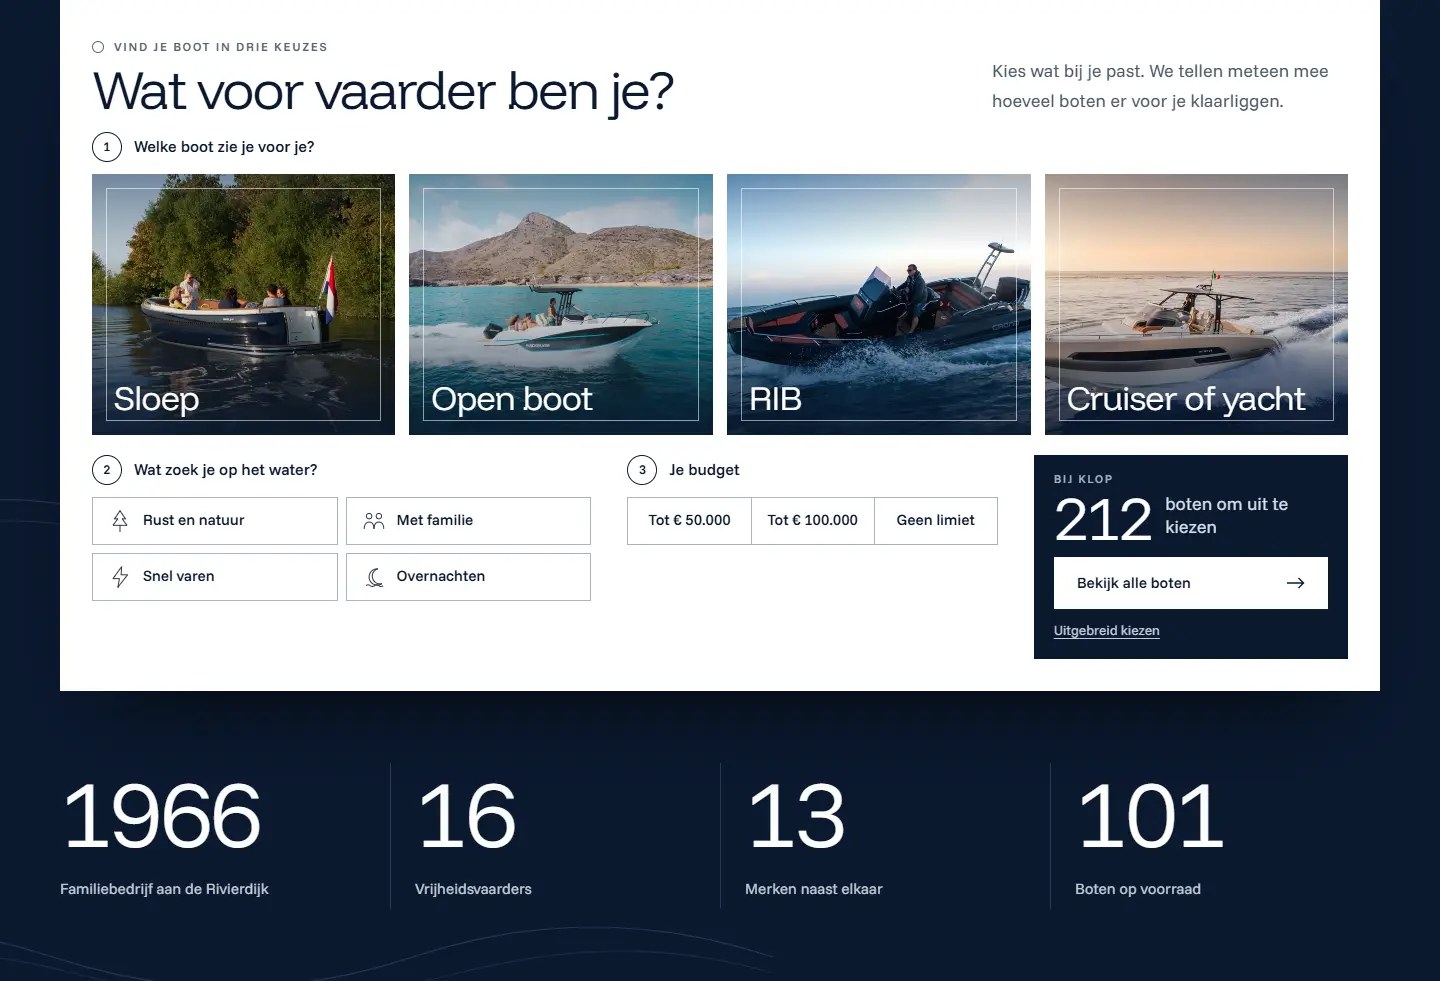 VIND JE BOOT IN DRIE KEUZES
Wat voor vaarder ben je?
Kies wat bij je past. We tellen meteen mee
hoeveel boten er voor je klaarliggen.
1 Welke boot zie je voor je?
Sloep
Open boot
RIB
Cruiser of yacht
2 Wat zoek je op het water?
Rust en natuur
Met familie
Snel varen
Overnachten
3 Je budget
Tot € 50.000
Tot € 100.000
Geen limiet
BIJ KLOP
212 boten om uit te
kiezen
Bekijk alle boten
Uitgebreid kiezen
1966
Familiebedrijf aan de Rivierdijk
16
Vrijheidsvaarders
13
Merken naast elkaar
101
Boten op voorraad